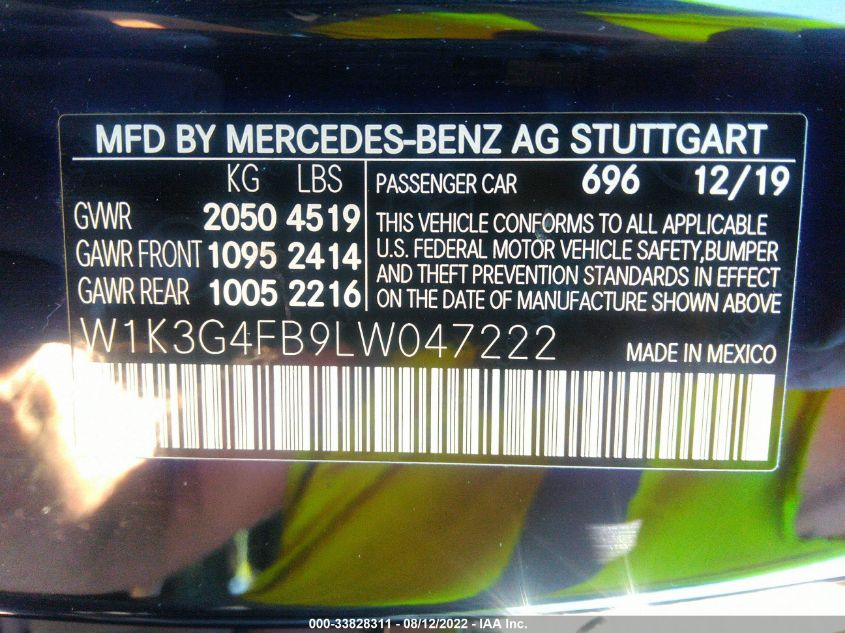 MFD BY MERCEDES-BENZ AG STUTTGART
KG LBS
GVWR 2050 4519
GAWR FRONT 1095 2414
GAWR REAR 1005 2216
PASSENGER CAR 696 12/19
THIS VEHICLE CONFORMS TO ALL APPLICABLE
U.S. FEDERAL MOTOR VEHICLE SAFETY,BUMPER
AND THEFT PREVENTION STANDARDS IN EFFECT
ON THE DATE OF MANUFACTURE SHOWN ABOVE
W1K3G4FB9LW047222
MADE IN MEXICO
000-33828311 - 08/12/2022 - IAA Inc.